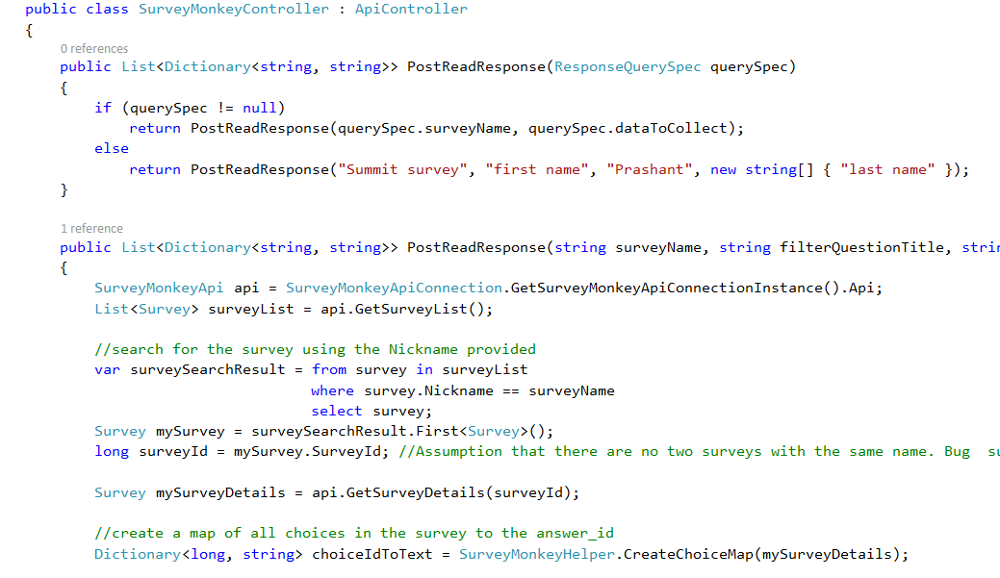 public class SurveyMonkeyController : ApiController
{
0 references
public List<Dictionary<string, string>> PostReadResponse(ResponseQuerySpec querySpec)
{
if (querySpec != null)
return PostReadResponse(querySpec.surveyName, querySpec.dataToCollect);
else
return PostReadResponse("Summit survey", "first name", "Prashant", new string[] { "last name" });
}
1 reference
public List<Dictionary<string, string>> PostReadResponse(string surveyName, string filterQuestionTitle,
{
SurveyMonkeyApi api = SurveyMonkeyApiConnection.GetSurveyMonkeyApiConnectionInstance().Api;
List<Survey> surveyList = api.GetSurveyList();
//search for the survey using the Nickname provided
var surveySearchResult = from survey in surveyList
where survey.Nickname == surveyName
select survey;
Survey mySurvey = surveySearchResult.First<Survey>();
long surveyId = mySurvey.SurveyId; //Assumption that there are no two surveys with the same name. Bug
Survey mySurveyDetails = api.GetSurveyDetails(surveyId);
//create a map of all choices in the survey to the answer_id
Dictionary<long, string> choiceIdToText = SurveyMonkeyHelper.CreateChoiceMap(mySurveyDetails);